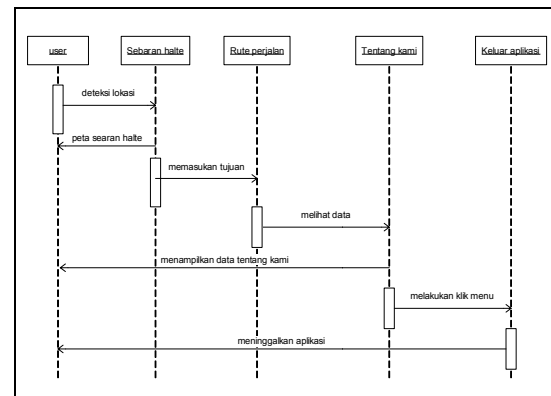 user
Sebaran halte
Rute perjalan
Tentang kami
Keluar aplikasi
deteksi lokasi
peta searan halte
memasukan tujuan
melihat data
menampilkan data tentang kami
melakukan klik menu
meninggalkan aplikasi